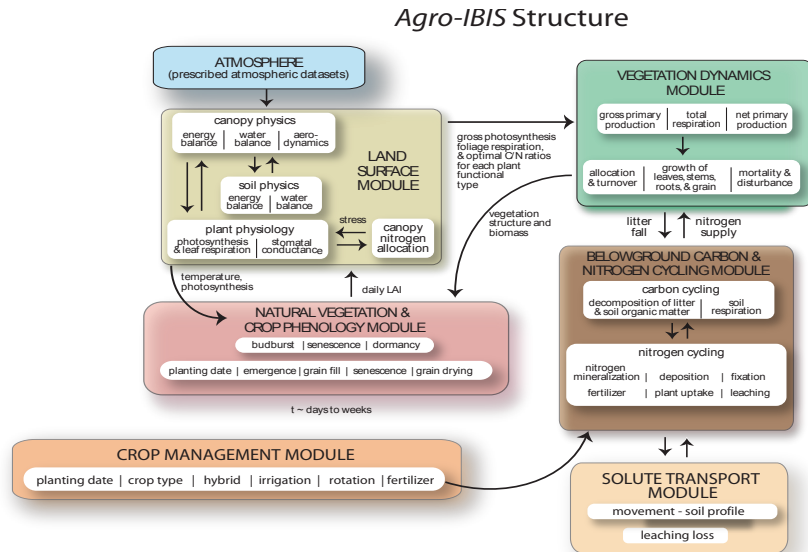 Agro-IBIS Structure
ATMOSPHERE
(prescribed atmospheric datasets)
canopy physics
energy balance | water balance | aero-dynamics
soil physics
energy balance | water balance
LAND SURFACE MODULE
plant physiology
photosynthesis & leaf respiration | stomatal conductance
stress
canopy nitrogen allocation
gross photosynthesis
foliage respiration,
& optimal C/N ratios
for each plant
functional
type
vegetation
structure and
biomass
VEGETATION DYNAMICS
MODULE
gross primary production | total respiration | net primary production
allocation & turnover | growth of leaves, stems, roots, & grain | mortality & disturbance
litter fall
nitrogen supply
temperature,
photosynthesis
daily LAI
NATURAL VEGETATION &
CROP PHENOLOGY MODULE
budburst | senescence | dormancy
planting date | emergence | grain fill | senescence | grain drying
t ~ days to weeks
BELOWGROUND CARBON &
NITROGEN CYCLING MODULE
carbon cycling
decomposition of litter & soil organic matter | soil respiration
nitrogen cycling
nitrogen mineralization | deposition | fixation
fertilizer | plant uptake | leaching
CROP MANAGEMENT MODULE
planting date | crop type | hybrid | irrigation | rotation | fertilizer
SOLUTE TRANSPORT
MODULE
movement - soil profile
leaching loss